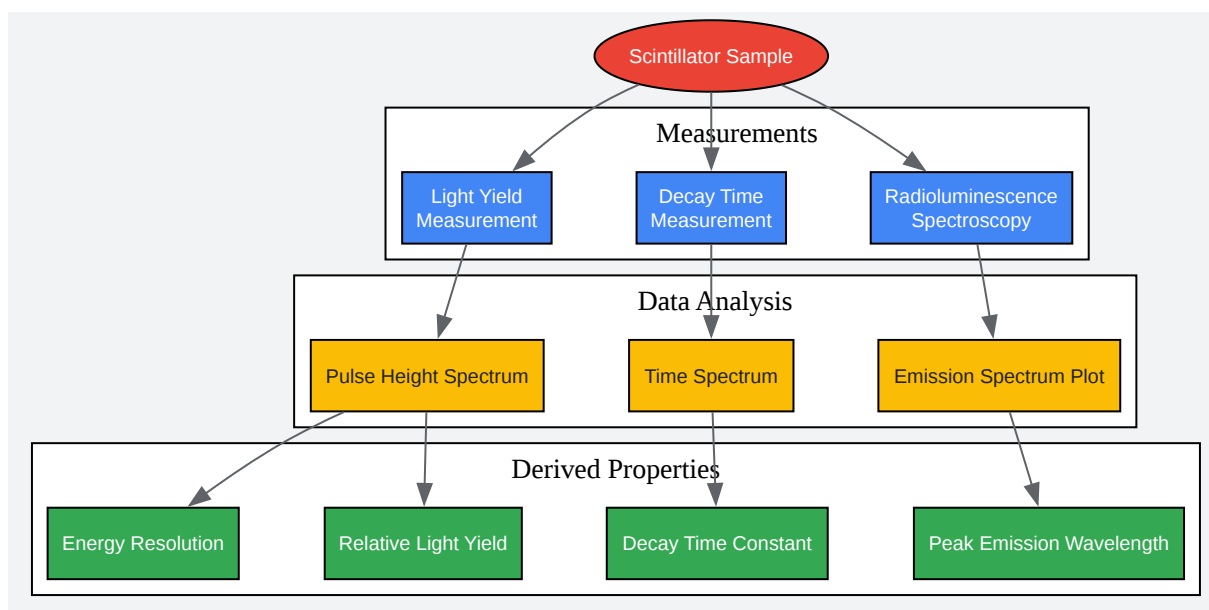 Scintillator Sample
Measurements
Light Yield
Measurement
Decay Time
Measurement
Radioluminescence
Spectroscopy
Data Analysis
Pulse Height Spectrum
Time Spectrum
Emission Spectrum Plot
Derived Properties
Energy Resolution
Relative Light Yield
Decay Time Constant
Peak Emission Wavelength